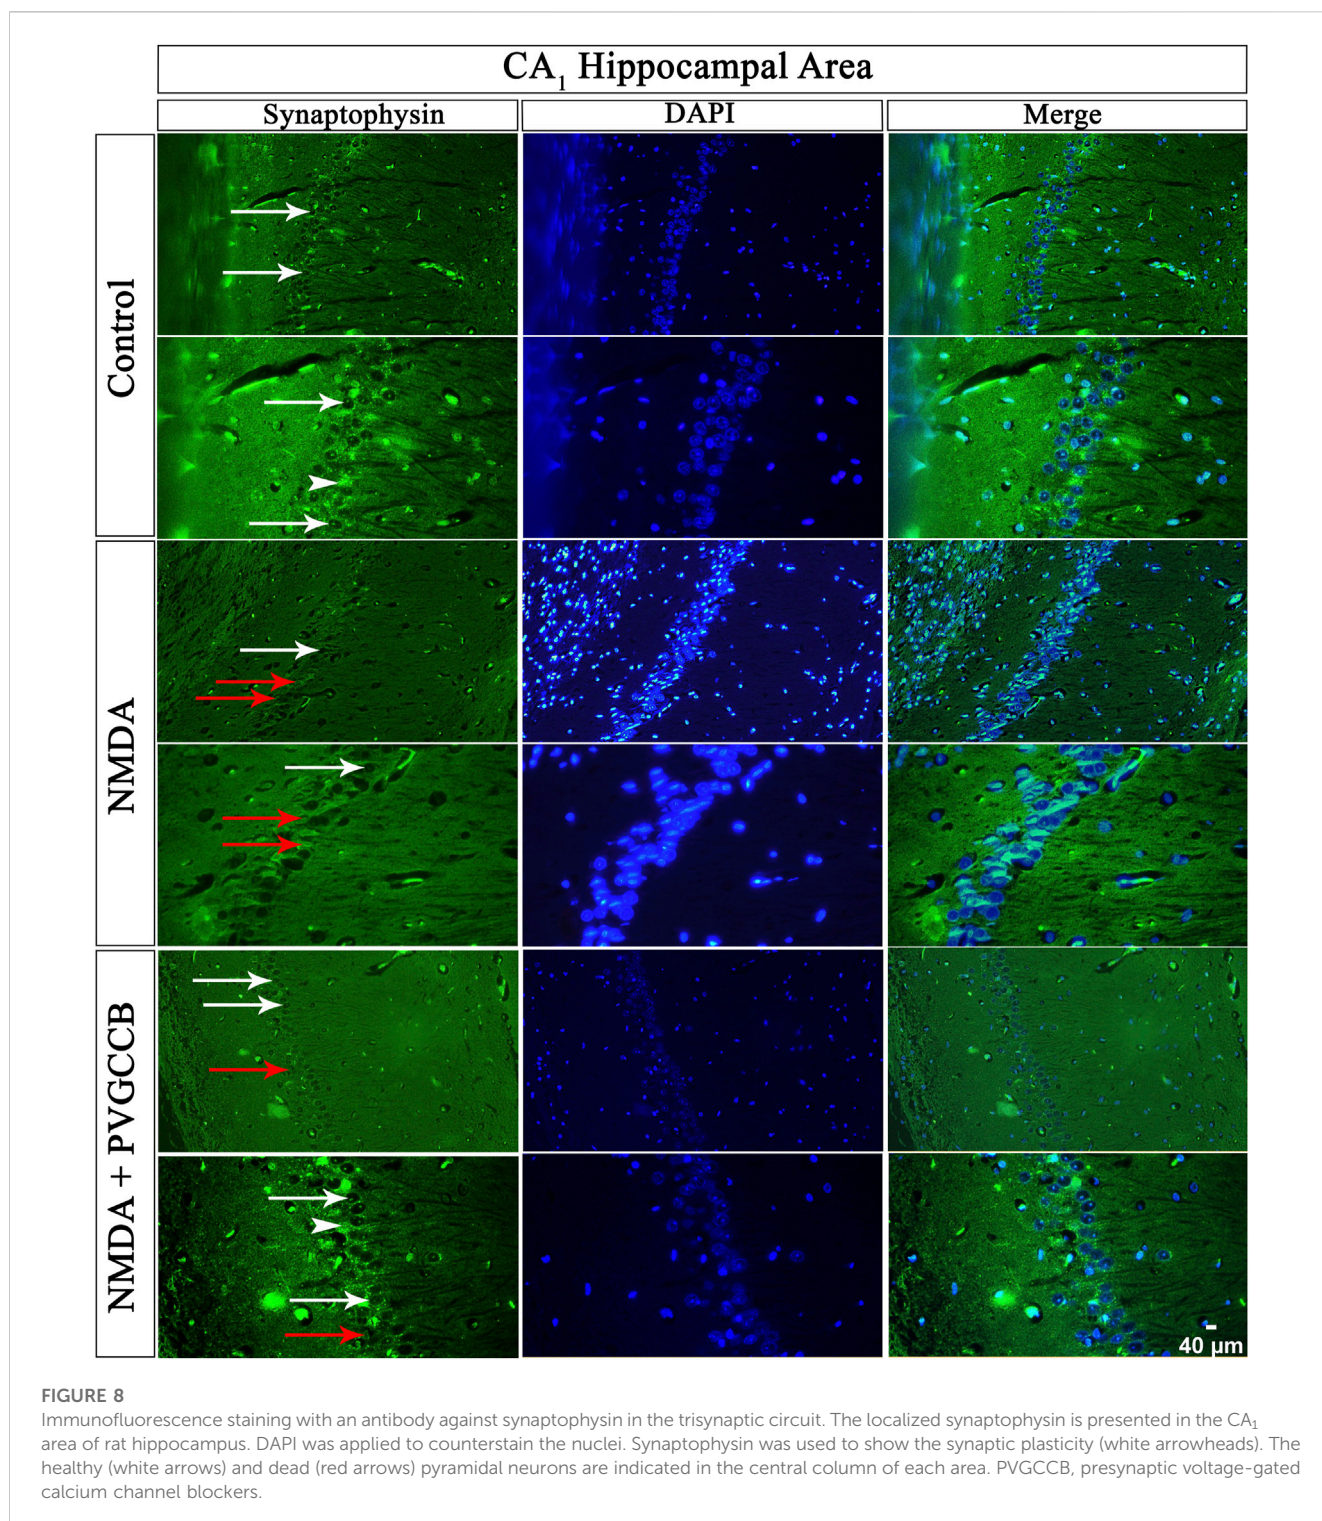 CA1 Hippocampal Area
Synaptophysin
DAPI
Merge
Control
NMDA
NMDA + PVGCCB
40 µm
FIGURE 8
Immunofluorescence staining with an antibody against synaptophysin in the trisynaptic circuit. The localized synaptophysin is presented in the CA1
area of rat hippocampus. DAPI was applied to counterstain the nuclei. Synaptophysin was used to show the synaptic plasticity (white arrowheads). The
healthy (white arrows) and dead (red arrows) pyramidal neurons are indicated in the central column of each area. PVGCCB, presynaptic voltage-gated
calcium channel blockers.